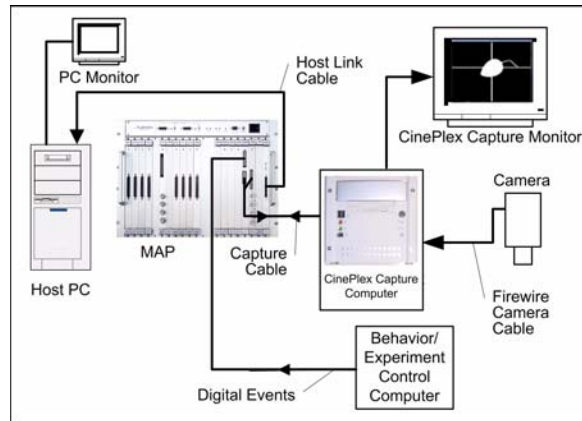 PC Monitor
Host Link
Cable
CinePlex Capture Monitor
Camera
MAP
Capture
Cable
CinePlex Capture
Computer
Host PC
Firewire
Camera
Cable
Behavior/
Experiment
Control
Computer
Digital Events